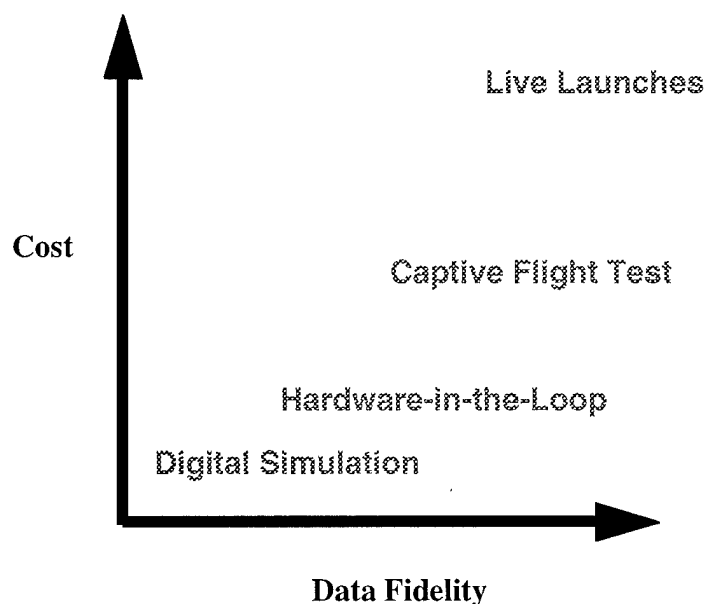 Live Launches
Cost
Captive Flight Test
Hardware-in-the-Loop
Digital Simulation
Data Fidelity